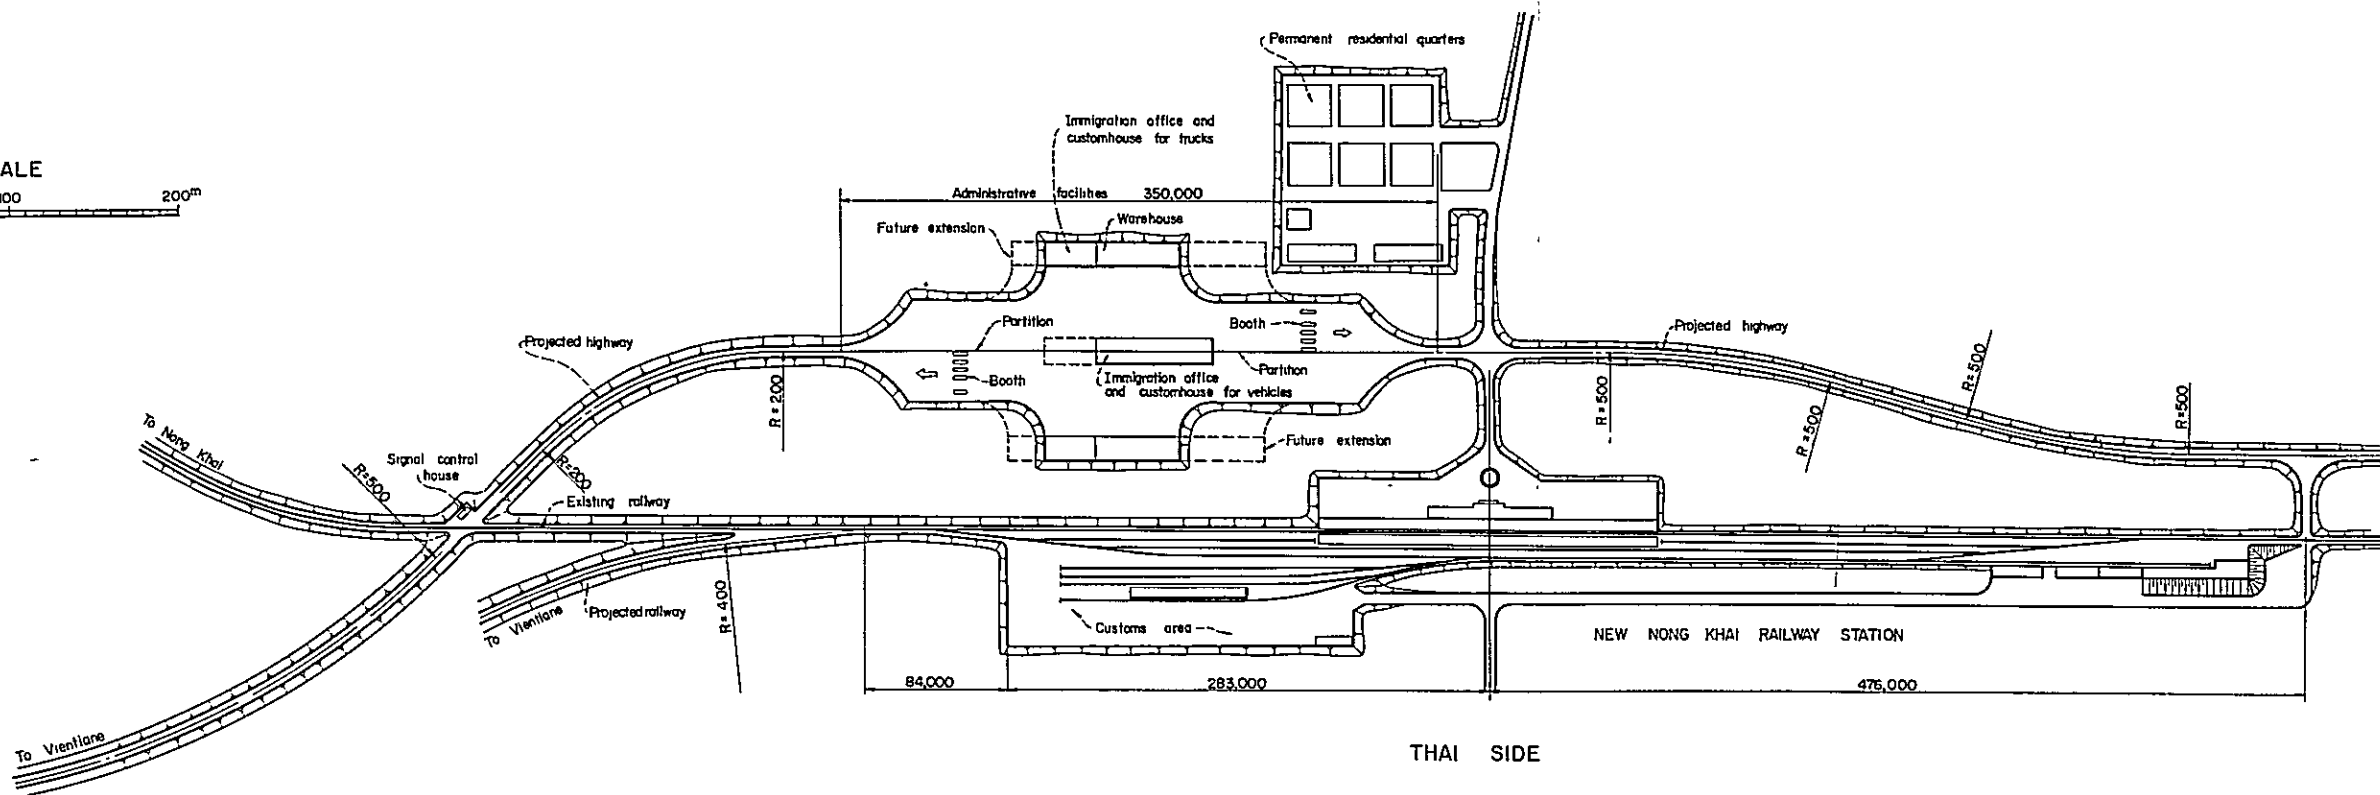 Permanent residential quarters
Immigration office and
customhouse for trucks
ALE
100
200m
Administrative facilities 350,000
Warehouse
Future extension
Partition
Booth
Projected highway
Projected highway
Partition
Booth
Immigration office
and customhouse for vehicles
R=200
R=500
R=500
R=500
R=500
To Nong Khai
Signal control
house
R=500
R=200
Future extension
Existing railway
Projected railway
To Vientiane
R=400
Customs area
NEW NONG KHAI RAILWAY STATION
84,000
283,000
476,000
To Vientiane
THAI SIDE